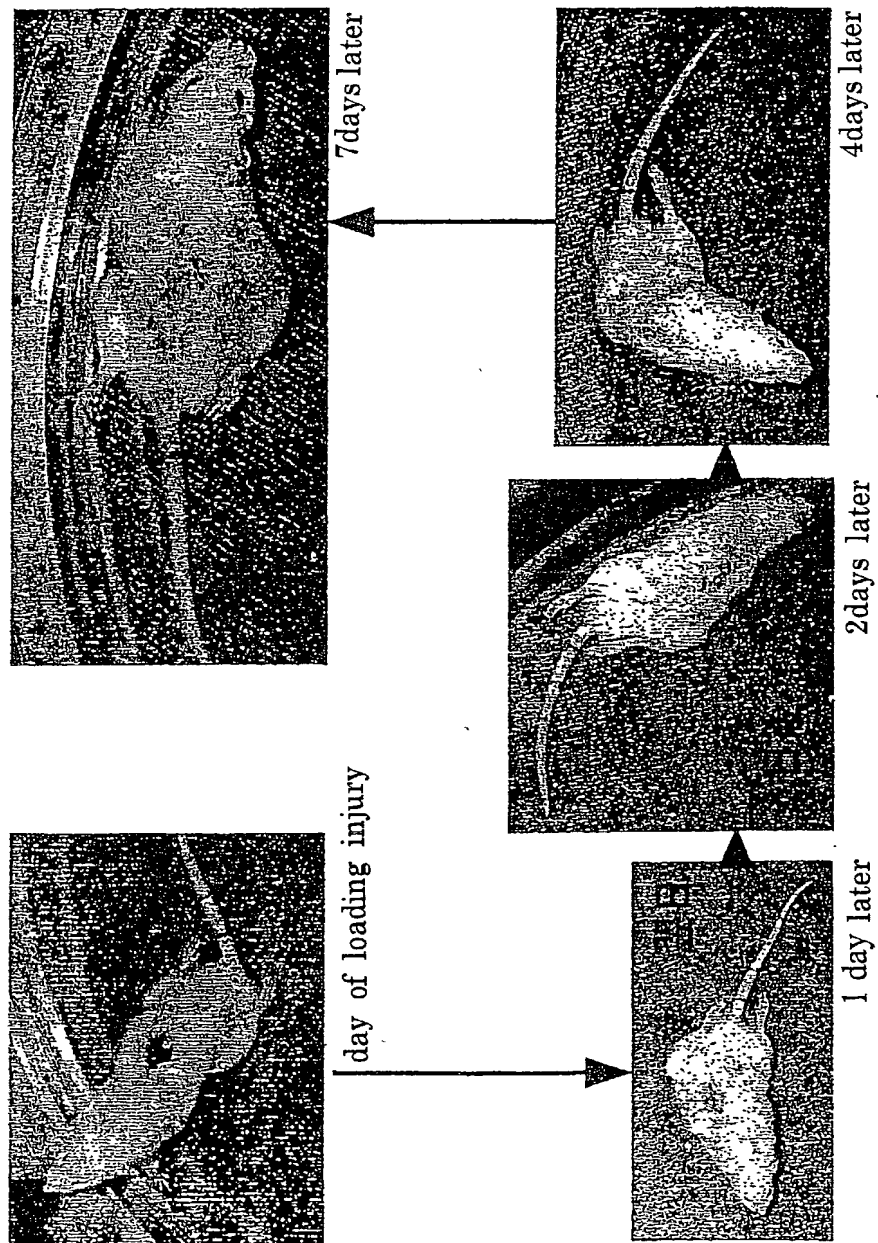 day of loading injury
1 day later
2days later
4days later
7days later